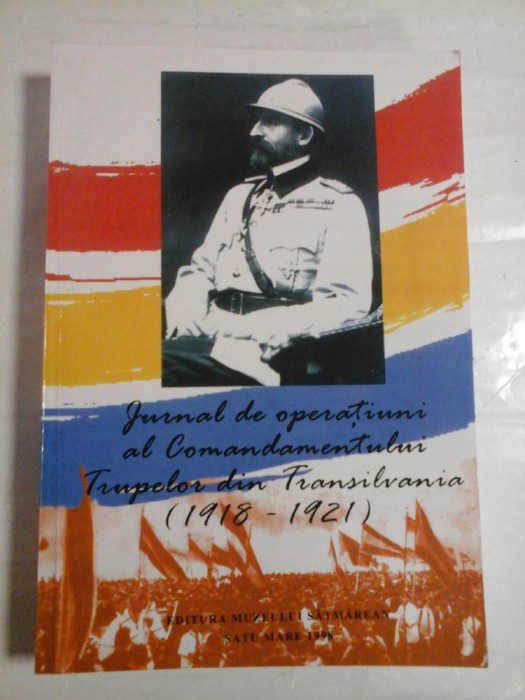 Jurnal de operațiuni
al Comandamentului
Trupelor din Transilvania
(1918 - 1921)
EDITURA MUZEULUI SĂTMĂREAN
SATU MARE 1998